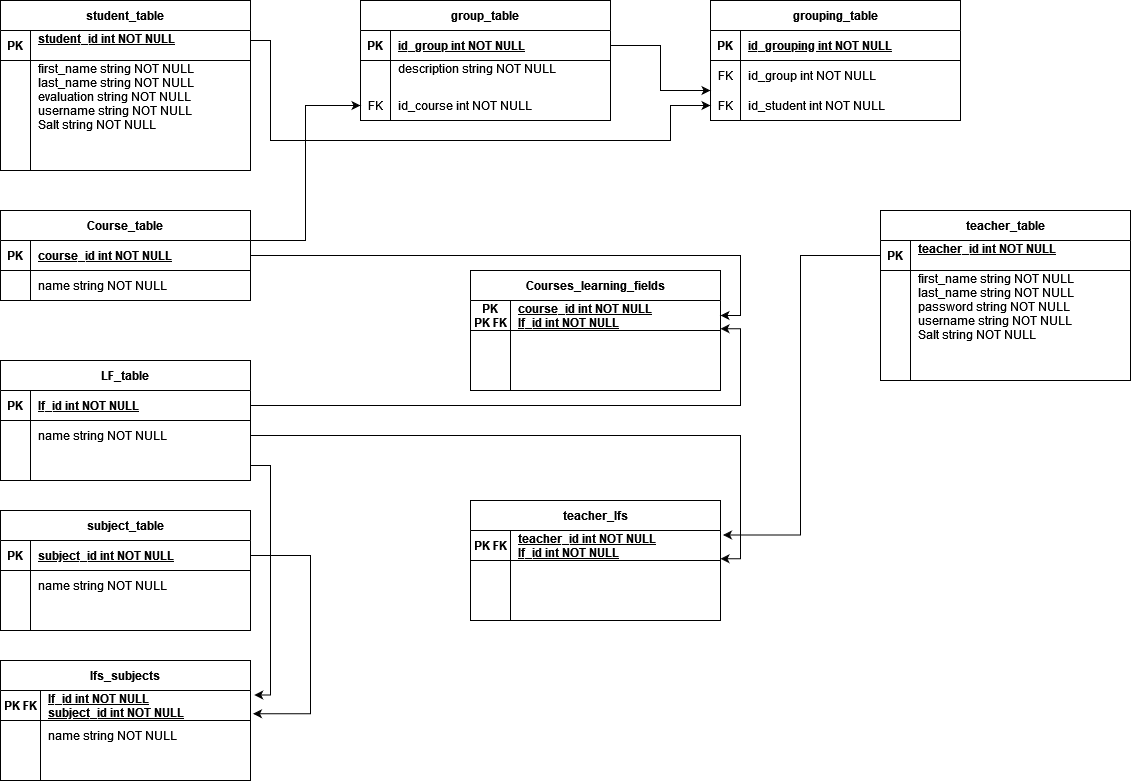 student_table
PK student_id int NOT NULL
first_name string NOT NULL
last_name string NOT NULL
evaluation string NOT NULL
username string NOT NULL
Salt string NOT NULL
group_table
PK id_group int NOT NULL
description string NOT NULL
FK id_course int NOT NULL
grouping_table
PK id_grouping int NOT NULL
FK id_group int NOT NULL
FK id_student int NOT NULL
Course_table
PK course_id int NOT NULL
name string NOT NULL
Courses_learning_fields
PK course_id int NOT NULL
PK FK lf_id int NOT NULL
teacher_table
PK teacher_id int NOT NULL
first_name string NOT NULL
last_name string NOT NULL
password string NOT NULL
username string NOT NULL
Salt string NOT NULL
LF_table
PK lf_id int NOT NULL
name string NOT NULL
subject_table
PK subject_id int NOT NULL
name string NOT NULL
teacher_lfs
PK FK teacher_id int NOT NULL
lf_id int NOT NULL
lfs_subjects
PK FK lf_id int NOT NULL
subject_id int NOT NULL
name string NOT NULL